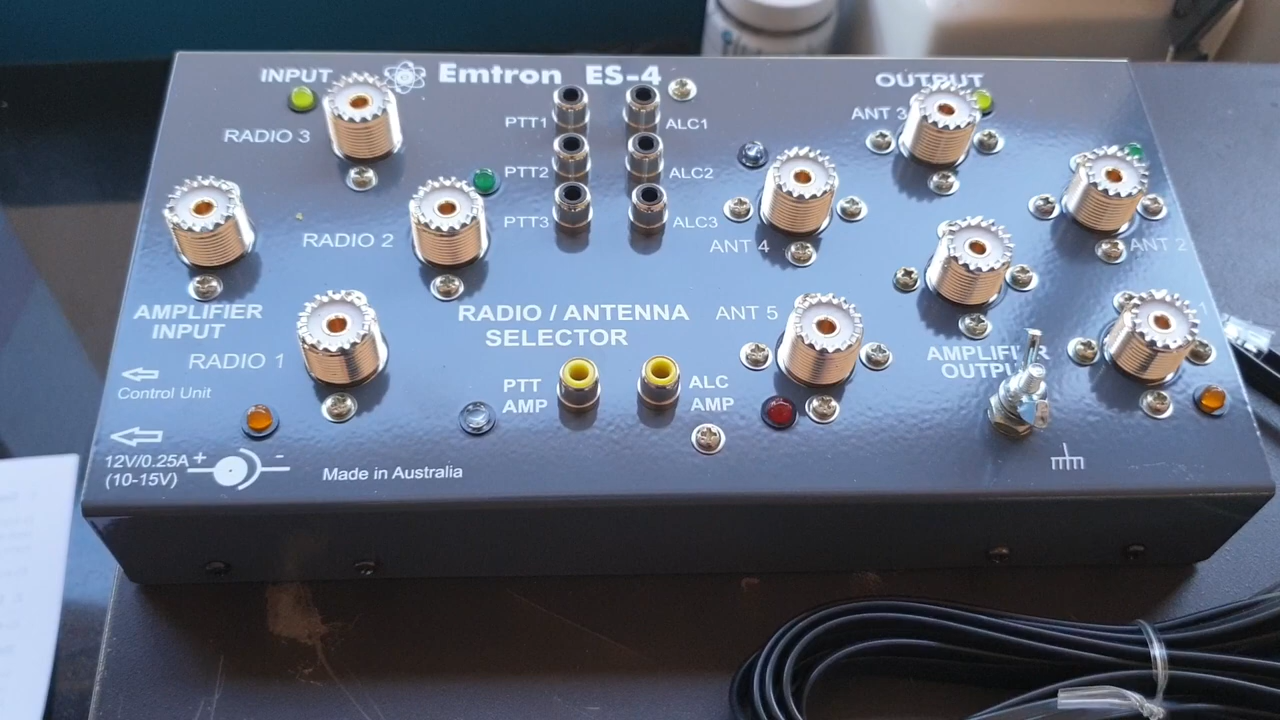 INPUT
Emtron ES-4
OUTPUT
RADIO 3
PTT1
ALC1
ANT 3
PTT2
ALC2
PTT3
ALC3
RADIO 2
ANT 4
ANT 2
AMPLIFIER
INPUT
RADIO / ANTENNA
SELECTOR
ANT 5
1
RADIO 1
AMPLIFIER
OUTPUT
Control Unit
PTT
AMP
ALC
AMP
12V/0.25A + -
(10-15V)
Made in Australia